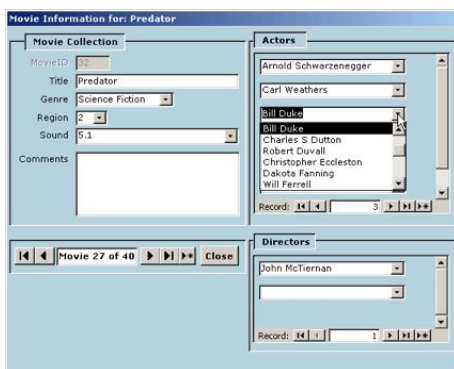 Movie Information for: Predator
Movie Collection
MovieID 32
Title Predator
Genre Science Fiction
Region 2
Sound 5.1
Comments
Movie 27 of 40 Close
Actors
Arnold Schwarzenegger
Carl Weathers
Bill Duke
Bill Duke
Charles S Dutton
Robert Duvall
Christopher Eccleston
Dakota Fanning
Will Ferrell
Record: 3
Directors
John McTiernan
Record: 1